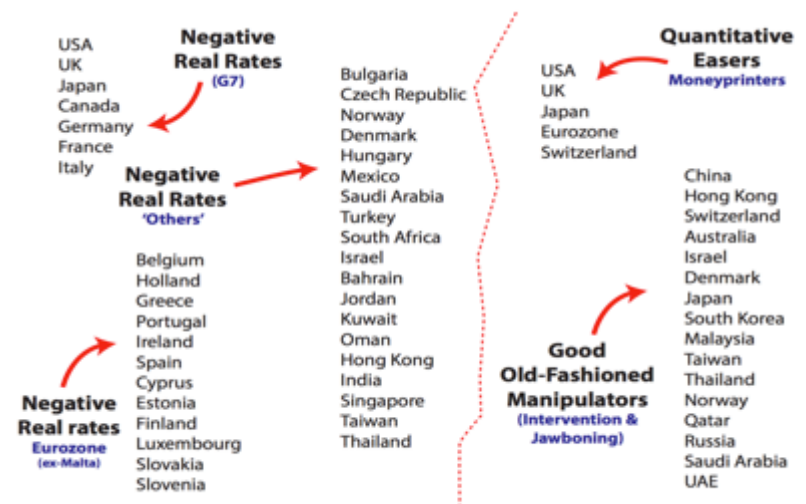 Negative
Real Rates
(G7)
USA
UK
Japan
Canada
Germany
France
Italy
Negative
Real Rates
'Others'
Bulgaria
Czech Republic
Norway
Denmark
Hungary
Mexico
Saudi Arabia
Turkey
South Africa
Israel
Bahrain
Jordan
Kuwait
Oman
Hong Kong
India
Singapore
Taiwan
Thailand
Negative
Real rates
Eurozone
(ex-Malta)
Belgium
Holland
Greece
Portugal
Ireland
Spain
Cyprus
Estonia
Finland
Luxembourg
Slovakia
Slovenia
Quantitative
Easers
Moneyprinters
USA
UK
Japan
Eurozone
Switzerland
Good
Old-Fashioned
Manipulators
(Intervention &
Jawboning)
China
Hong Kong
Switzerland
Australia
Israel
Denmark
Japan
South Korea
Malaysia
Taiwan
Thailand
Norway
Qatar
Russia
Saudi Arabia
UAE